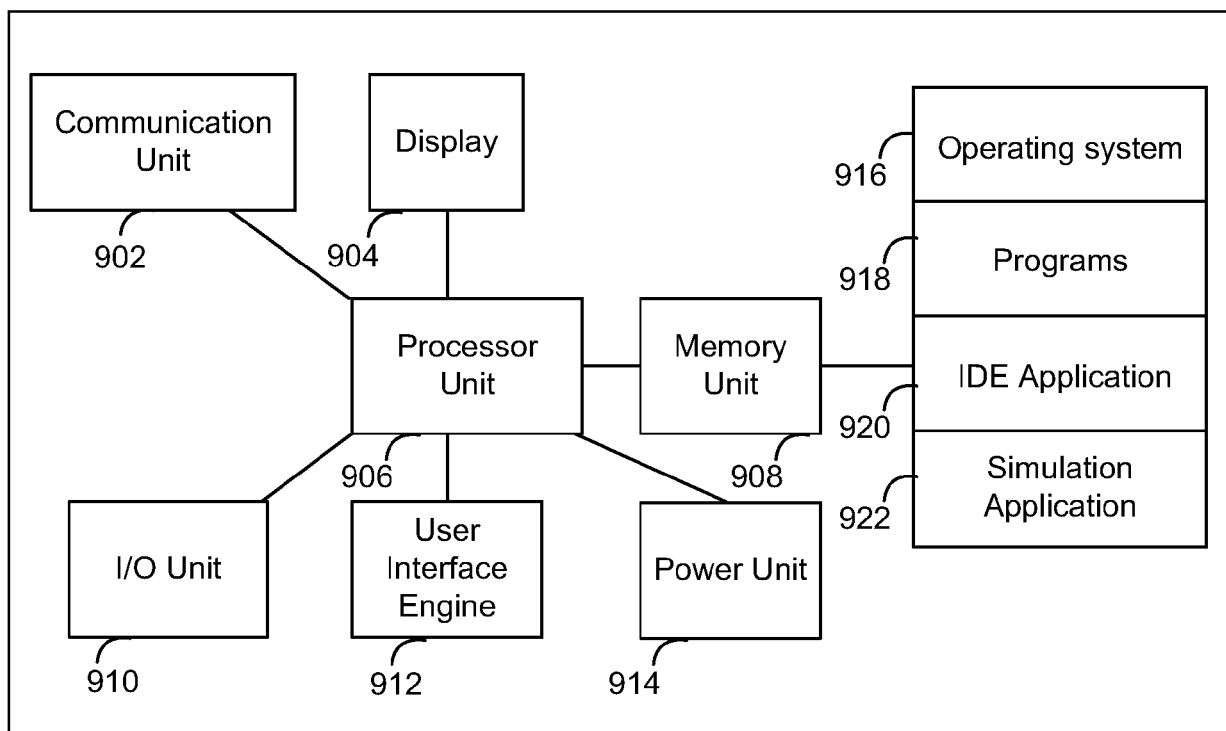 Communication
Unit
902
Display
904
Operating system
916
Programs
918
Processor
Unit
906
Memory
Unit
908
IDE Application
920
Simulation
Application
922
I/O Unit
910
User
Interface
Engine
912
Power Unit
914